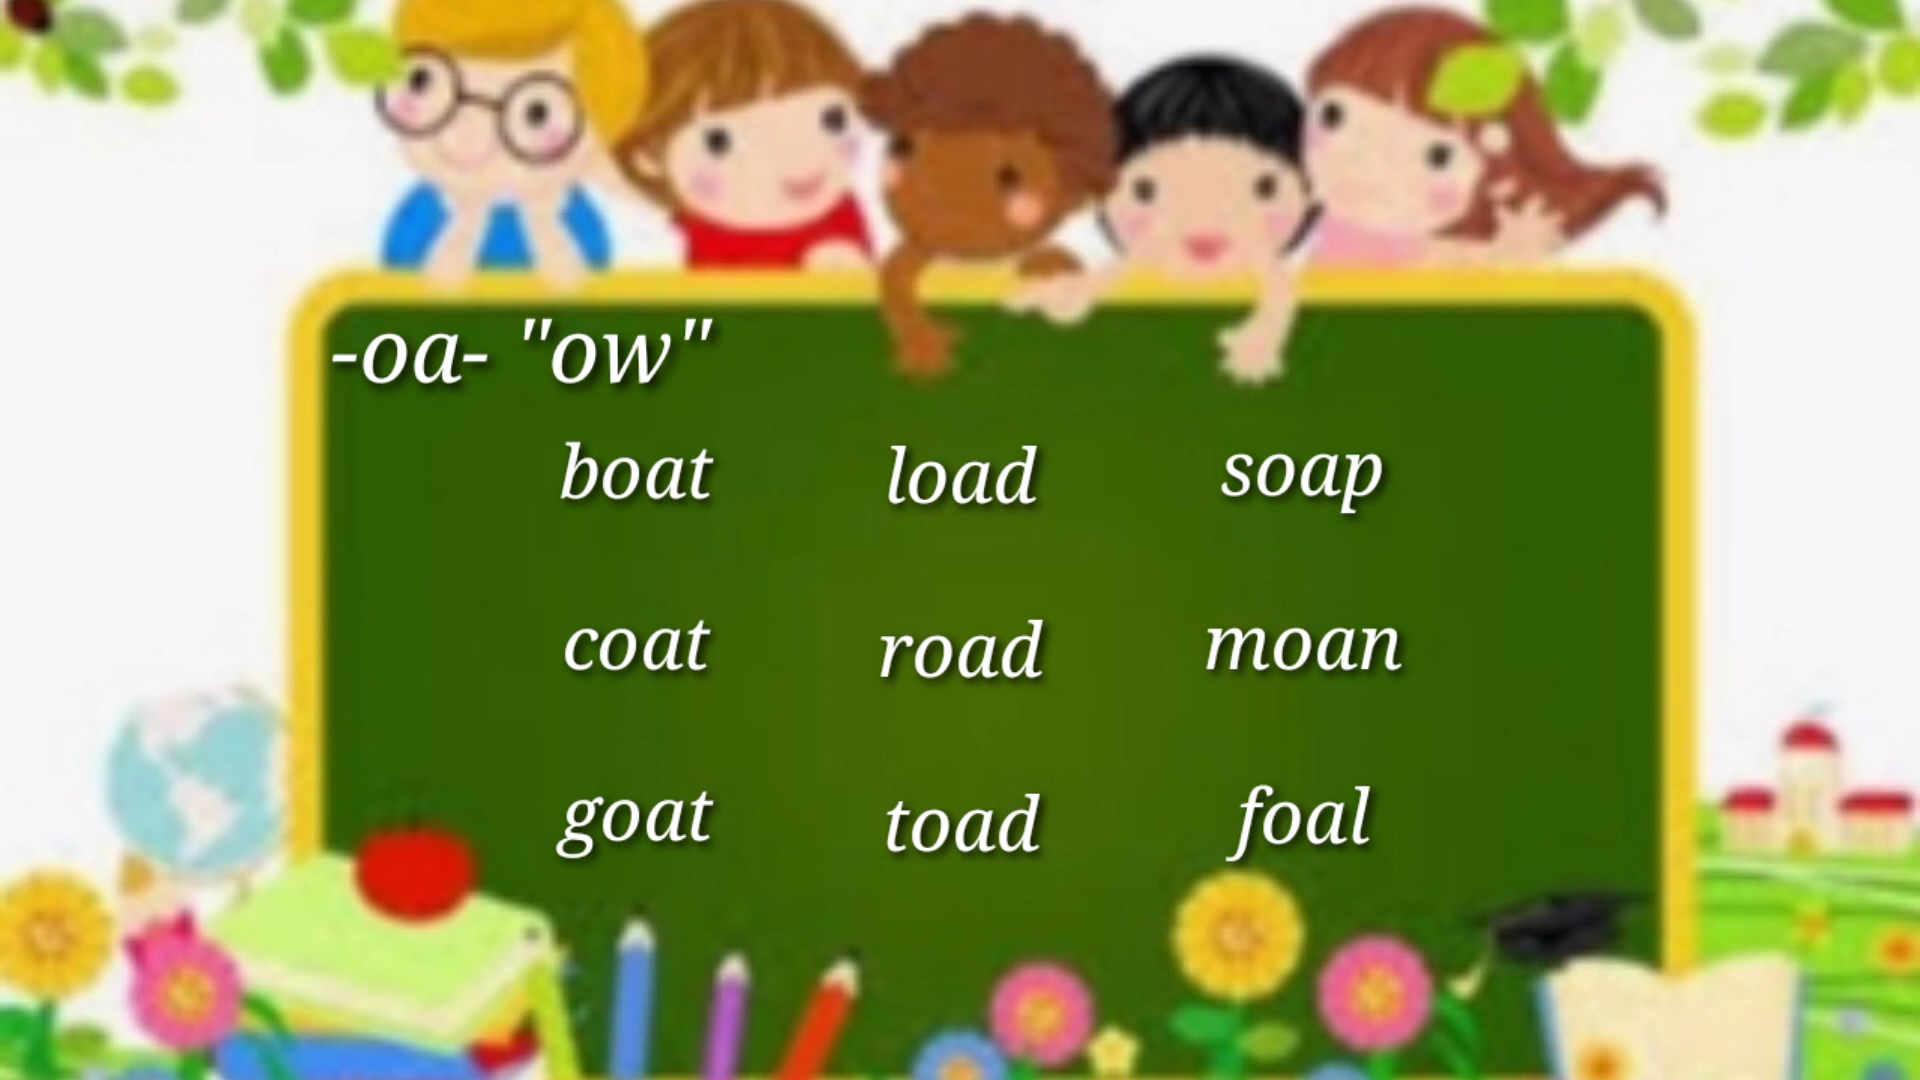 -oa- "ow"
boat load soap
coat road moan
goat toad foal